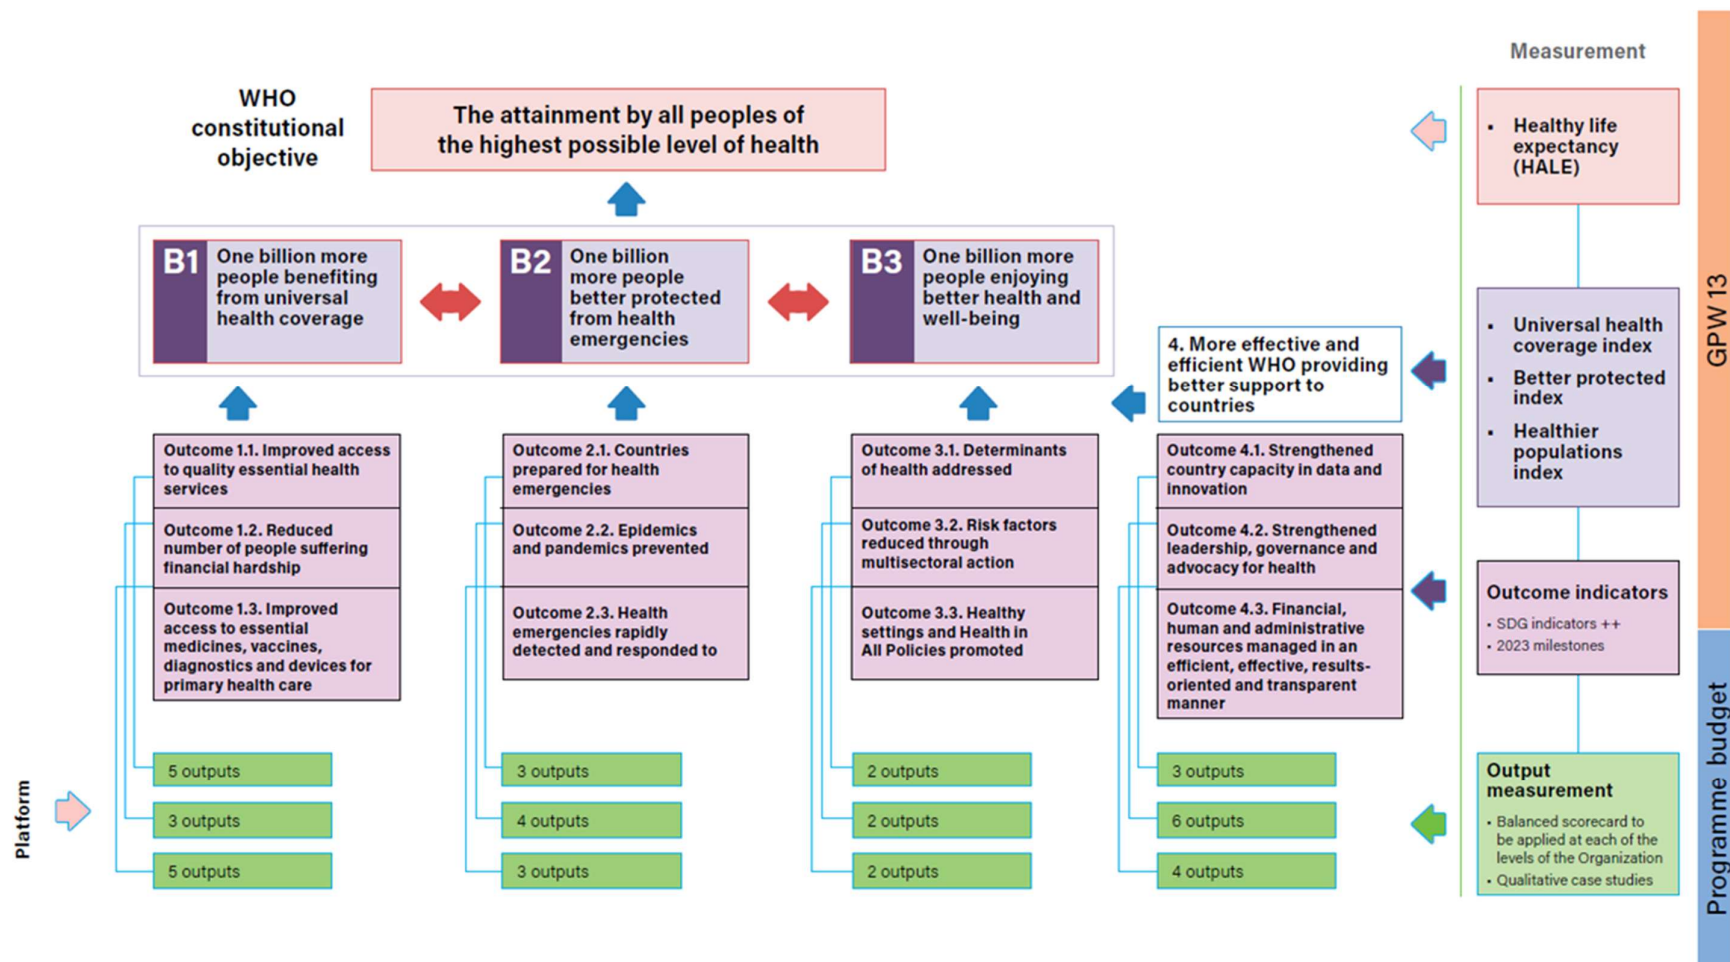 Measurement
WHO
constitutional
objective
The attainment by all peoples of
the highest possible level of health
▪ Healthy life
expectancy
(HALE)
B1
One billion more
people benefiting
from universal
health coverage
B2
One billion
more people
better protected
from health
emergencies
B3
One billion more
people enjoying
better health and
well-being
4. More effective and
efficient WHO providing
better support to
countries
▪ Universal health
coverage index
▪ Better protected
index
▪ Healthier
populations
index
Outcome 1.1. Improved access
to quality essential health
services
Outcome 1.2. Reduced
number of people suffering
financial hardship
Outcome 1.3. Improved
access to essential
medicines, vaccines,
diagnostics and devices for
primary health care
Outcome 2.1. Countries
prepared for health
emergencies
Outcome 2.2. Epidemics
and pandemics prevented
Outcome 2.3. Health
emergencies rapidly
detected and responded to
Outcome 3.1. Determinants
of health addressed
Outcome 3.2. Risk factors
reduced through
multisectoral action
Outcome 3.3. Healthy
settings and Health in
All Policies promoted
Outcome 4.1. Strengthened
country capacity in data and
innovation
Outcome 4.2. Strengthened
leadership, governance and
advocacy for health
Outcome 4.3. Financial,
human and administrative
resources managed in an
efficient, effective, results-
oriented and transparent
manner
Outcome indicators
• SDG indicators ++
• 2023 milestones
Platform
5 outputs
3 outputs
5 outputs
3 outputs
4 outputs
3 outputs
2 outputs
2 outputs
2 outputs
3 outputs
6 outputs
4 outputs
Output
measurement
• Balanced scorecard to
be applied at each of the
levels of the Organization
• Qualitative case studies
GPW 13
Programme budget